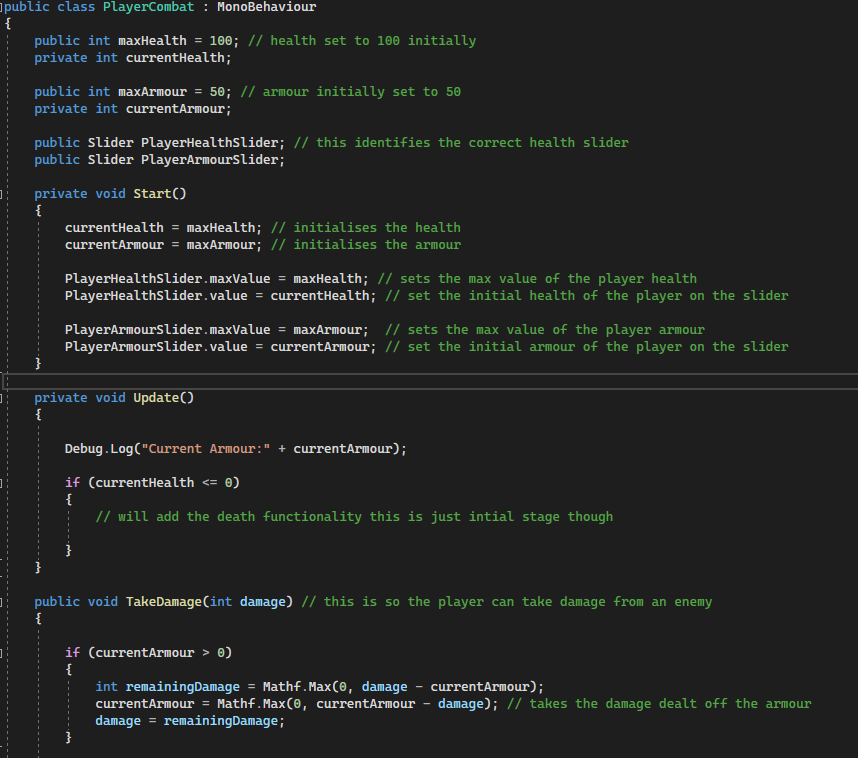 public class PlayerCombat : MonoBehaviour
{
public int maxHealth = 100; // health set to 100 initially
private int currentHealth;
public int maxArmour = 50; // armour initially set to 50
private int currentArmour;
public Slider PlayerHealthSlider; // this identifies the correct health slider
public Slider PlayerArmourSlider;
private void Start()
{
currentHealth = maxHealth; // initialises the health
currentArmour = maxArmour; // initialises the armour
PlayerHealthSlider.maxValue = maxHealth; // sets the max value of the player health
PlayerHealthSlider.value = currentHealth; // set the initial health of the player on the slider
PlayerArmourSlider.maxValue = maxArmour;  // sets the max value of the player armour
PlayerArmourSlider.value = currentArmour; // set the initial armour of the player on the slider
}
private void Update()
{
Debug.Log("Current Armour:" + currentArmour);
if (currentHealth <= 0)
{
// will add the death functionality this is just intial stage though
}
}
public void TakeDamage(int damage) // this is so the player can take damage from an enemy
{
if (currentArmour > 0)
{
int remainingDamage = Mathf.Max(0, damage - currentArmour);
currentArmour = Mathf.Max(0, currentArmour - damage); // takes the damage dealt off the armour
damage = remainingDamage;
}